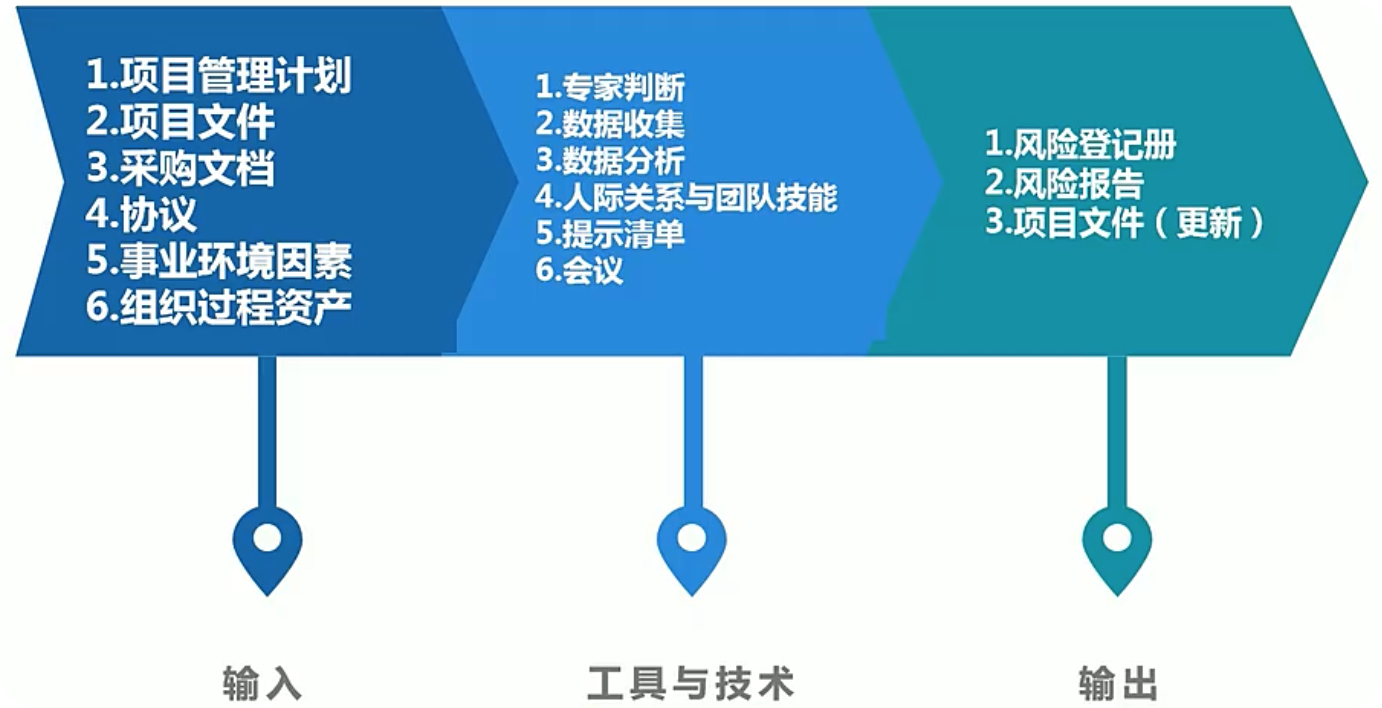 1.项目管理计划
2.项目文件
3.采购文档
4.协议
5.事业环境因素
6.组织过程资产
1.专家判断
2.数据收集
3.数据分析
4.人际关系与团队技能
5.提示清单
6.会议
1.风险登记册
2.风险报告
3.项目文件（更新）
输入
工具与技术
输出